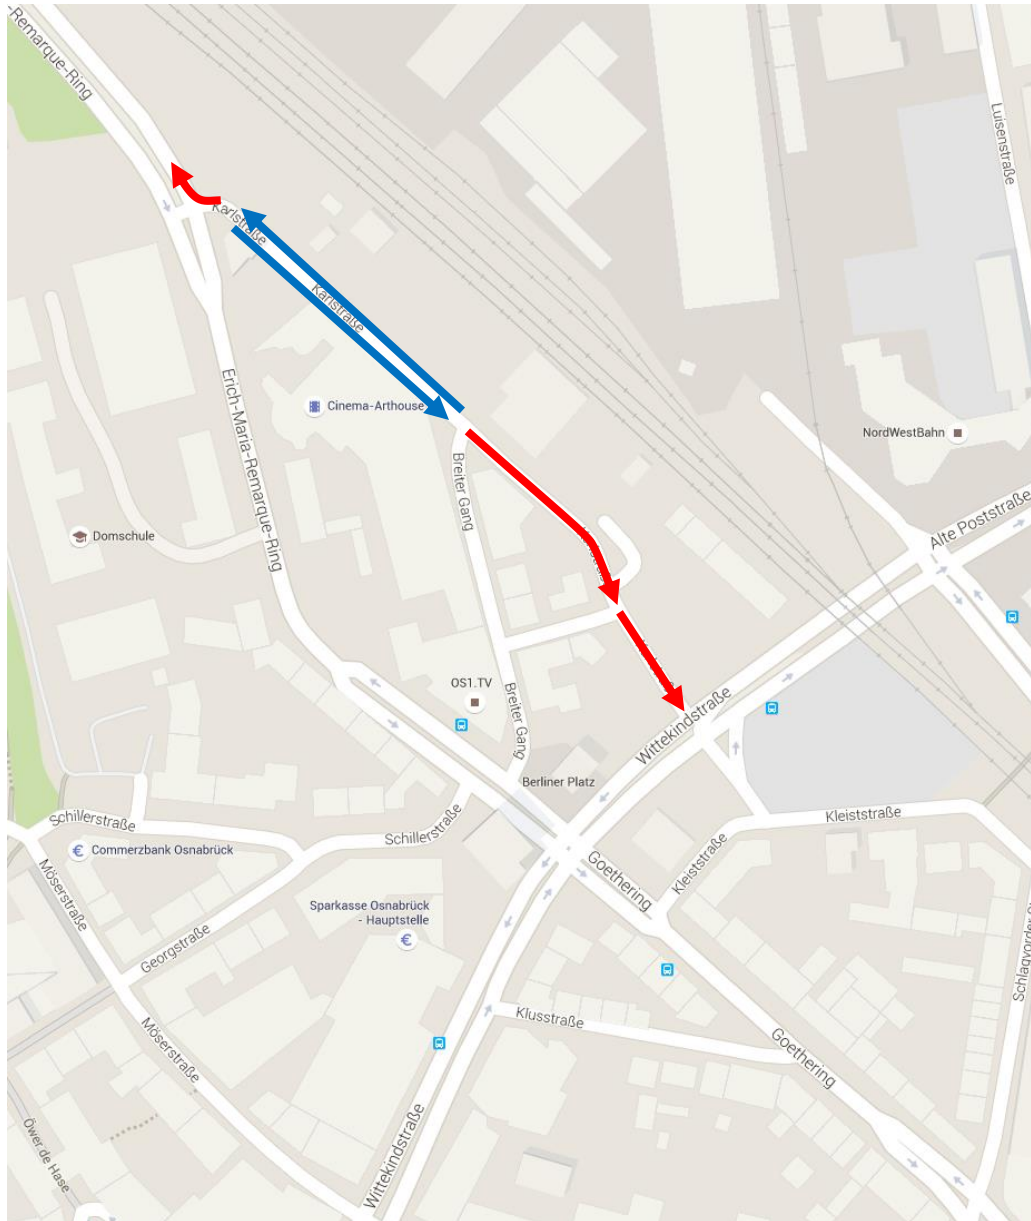 -Remarque-Ring
Luisenstraße
Karlstraße
Karlstraße
Erich-Maria-Remarque-Ring
Cinema-Arthouse
NordWestBahn
Breiter Gang
Alte Poststraße
Domschule
OS1.TV
Breiter Gang
Wittekindstraße
Berliner Platz
Schillerstraße
Schillerstraße
Kleiststraße
Commerzbank Osnabrück
Kleiststraße
Goethering
Möserstraße
Sparkasse Osnabrück
- Hauptstelle
Georgstraße
Klusstraße
Möserstraße
Goethering
Wittekindstraße
Öwer de Hase